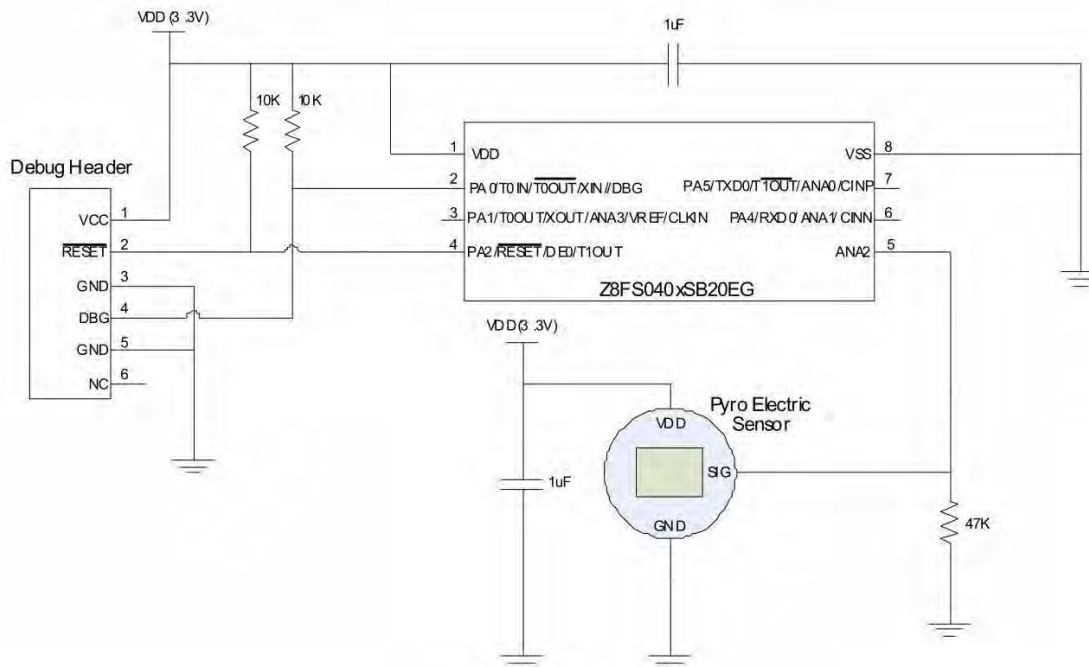 VDD(3.3V)
1uF
10K
10K
Debug Header
1
VDD
VSS
8
2
PA0/T0IN/T0OUT/XIN//DBG
PA5/TXD0/T1OUT/ANA0/CINP
7
VCC
1
3
PA1/T0OUT/XOUT/ANA3/VREF/CLKIN
PA4/RXD0/ANA1/CINN
6
RESET
2
4
PA2/RESET/DE0/T1OUT
ANA2
5
GND
3
Z8FS040xSB20EG
DBG
4
VDD(3.3V)
GND
5
NC
6
Pyro Electric
Sensor
VDD
SIG
1uF
GND
47K